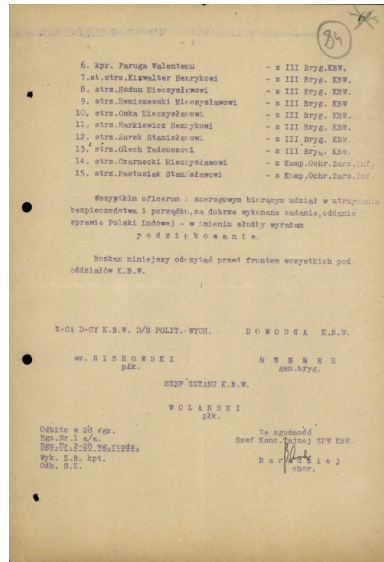 84
6. kpr. Faruga Walentemu - z III Bryg.KBW.
7.st.strz.Kiswalter Henrykowi - z III Bryg.KBW.
8. strz.Hodun Mieczysławowi - z III Bryg.KBW.
9. strz.Remiszewski Mieczysławowi - z III Bryg.KBW
10. strz.Omka Mieczysławowi - z III Bryg.KBW.
11. strz.Markiewicz Henrykowi - z III Bryg.KBW.
12. strz.Żurek Stanisławowi - z III Bryg.KBW.
13. strz.Olech Tadeuszowi - z III Bryg.KBW.
14. strz.Czarnecki Mieczysławowi - z Komp.Ochr.Zarz.Inf.
15. strz.Pastusiak Stanisławowi - z Komp.Ochr.Zarz.Inf.
Wszystkim oficerom i szeregowym biorącym udział w utrzymaniu
bezpieczeństwa i porządku,za dobrze wykonane zadanie,oddanie
sprawie Polski Ludowej - w imieniu służby wyrażam
p o d z i ę k o w a n i e.
Rozkaz niniejszy odczytać przed frontem wszystkich pod-
oddziałów K.B.W.
Z-CA D-CY K.B.W. D/S POLIT.-WYCH. D O W Ó D C A K.B.W.
wz. B I B R O W S K I H U B N E R
płk. gen.bryg.
SZEF SZTABU K.B.W.
W O L A Ń S K I
płk.
Odbito w 28 egz. Za zgodność
Egz.Nr.1 a/a. Szef Kanc.Tajnej KBW.
Egz.Nr 2-28 wg.rozdz.
Wyk. Z.B. kpt.
Odb. S.K. chor.